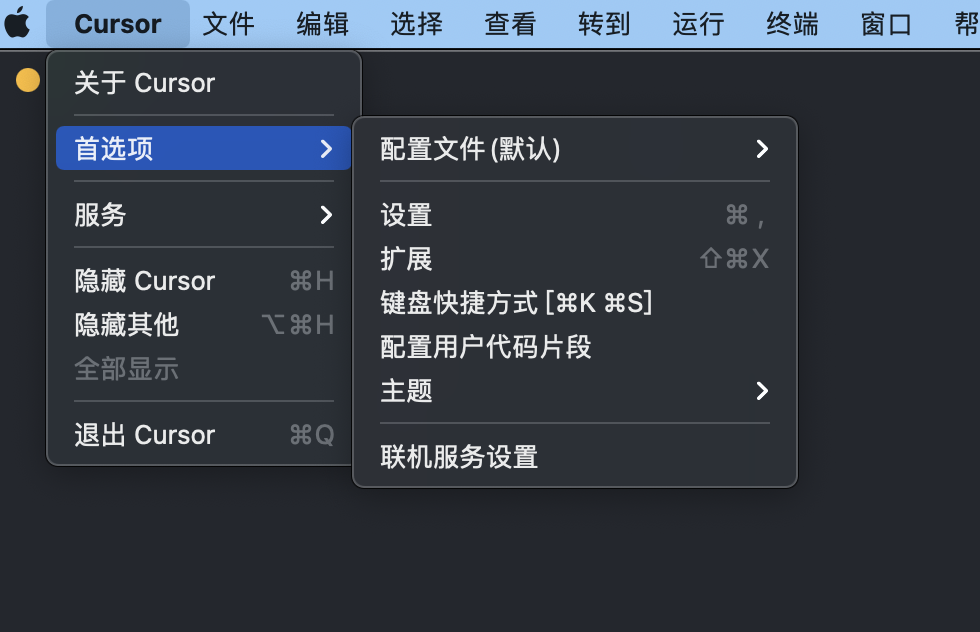 Cursor 文件 编辑 选择 查看 转到 运行 终端 窗口 帮
关于 Cursor
首选项
服务
隐藏 Cursor ⌘H
隐藏其他 ⌥⌘H
全部显示
退出 Cursor ⌘Q
配置文件(默认)
设置 ⌘ ,
扩展 ⇧⌘X
键盘快捷方式 [⌘K ⌘S]
配置用户代码片段
主题
联机服务设置